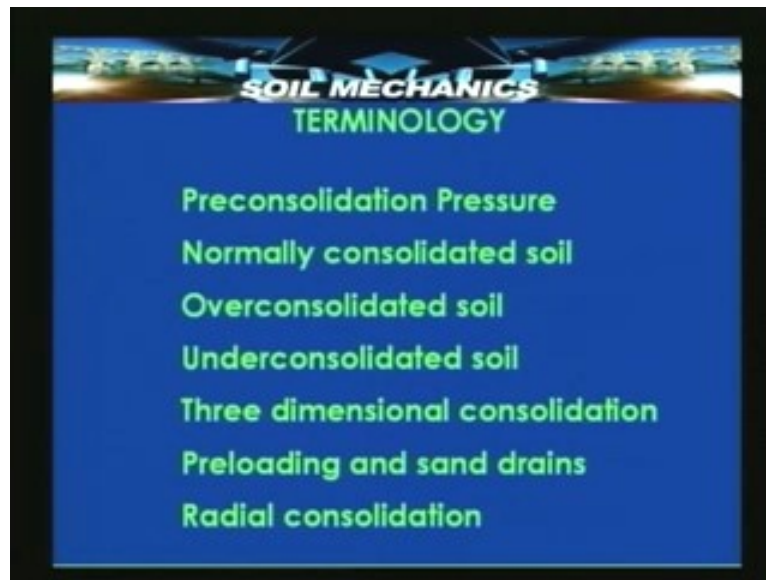 SOIL MECHANICS
TERMINOLOGY
Preconsolidation Pressure
Normally consolidated soil
Overconsolidated soil
Underconsolidated soil
Three dimensional consolidation
Preloading and sand drains
Radial consolidation